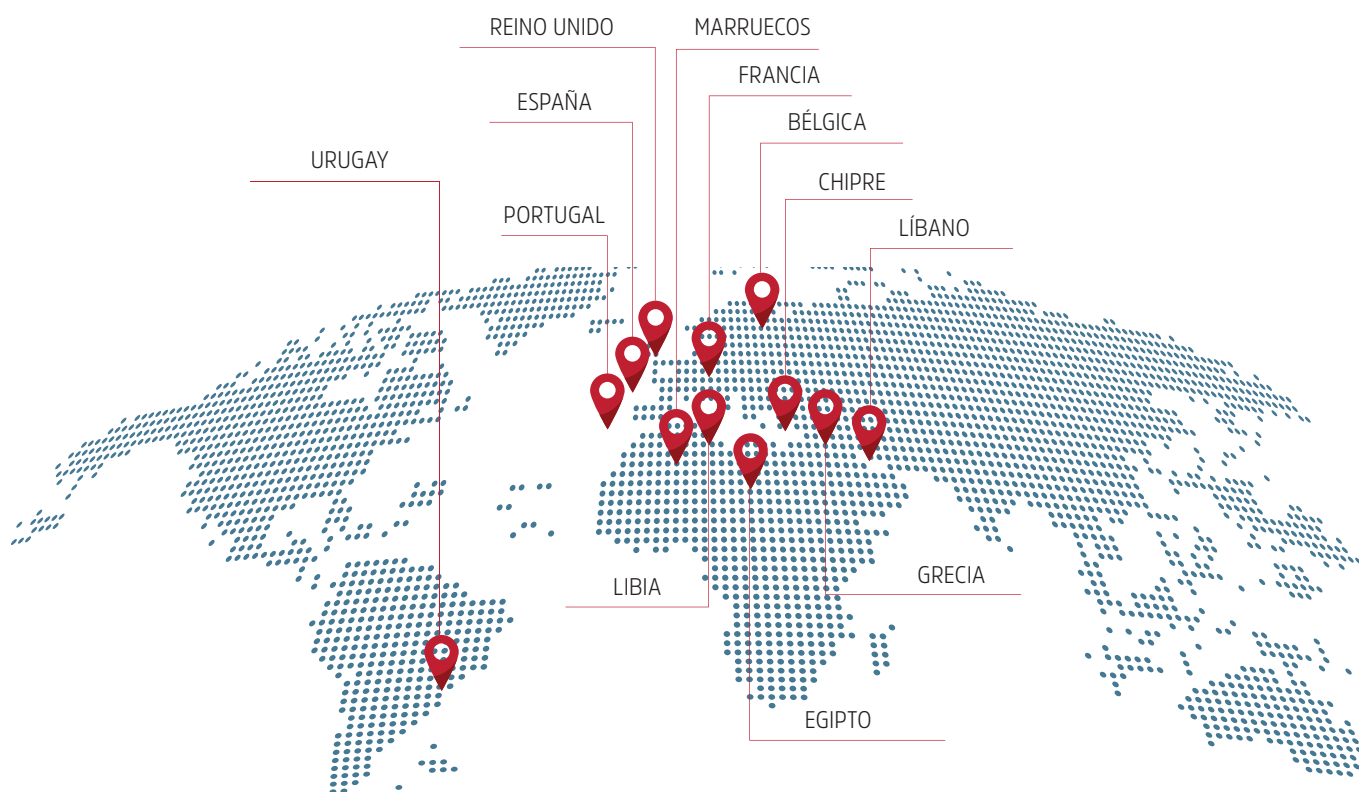 REINO UNIDO
MARRUECOS
FRANCIA
ESPAÑA
BÉLGICA
URUGAY
CHIPRE
PORTUGAL
LÍBANO
LIBIA
GRECIA
EGIPTO